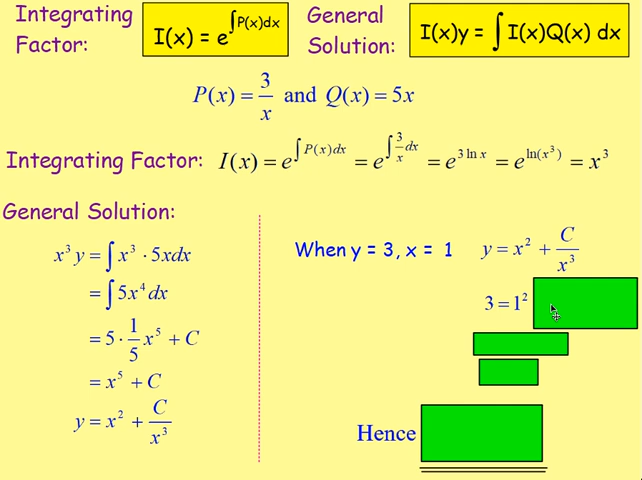 Integrating Factor: I(x) = e^{∫P(x)dx}
General Solution: I(x)y = ∫ I(x)Q(x) dx
P(x) = 3/x and Q(x) = 5x
Integrating Factor: I(x) = e^{∫P(x)dx} = e^{∫3/x dx} = e^{3 ln x} = e^{ln(x³)} = x³
General Solution:
x³y = ∫ x³ · 5xdx
= ∫ 5x⁴ dx
= 5 · 1/5 x⁵ + C
= x⁵ + C
y = x² + C/x³
When y = 3, x = 1 y = x² + C/x³
3 = 1²
Hence